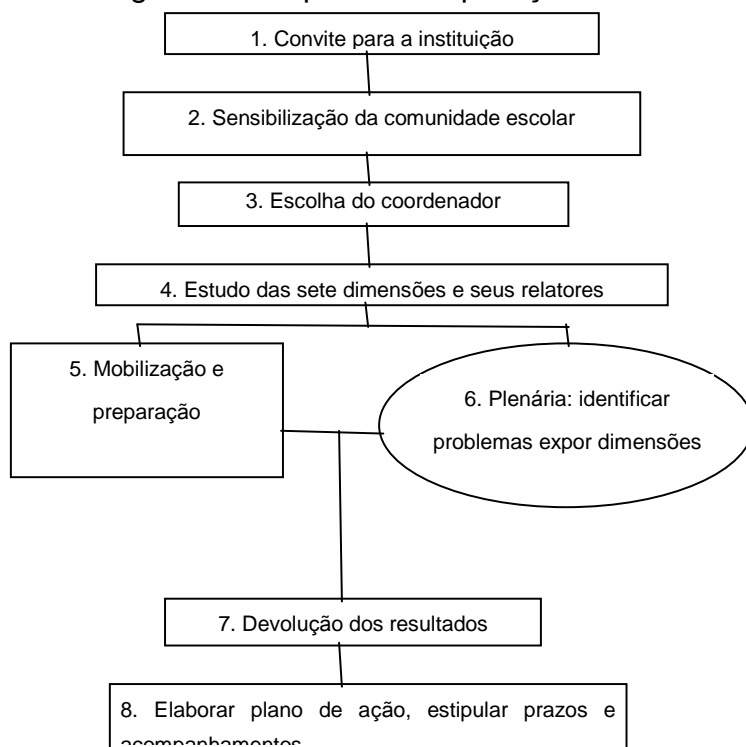 1. Convite para a instituição
2. Sensibilização da comunidade escolar
3. Escolha do coordenador
4. Estudo das sete dimensões e seus relatores
5. Mobilização e
preparação
6. Plenária: identificar
problemas expor dimensões
7. Devolução dos resultados
8. Elaborar plano de ação, estipular prazos e
acompanhamentos